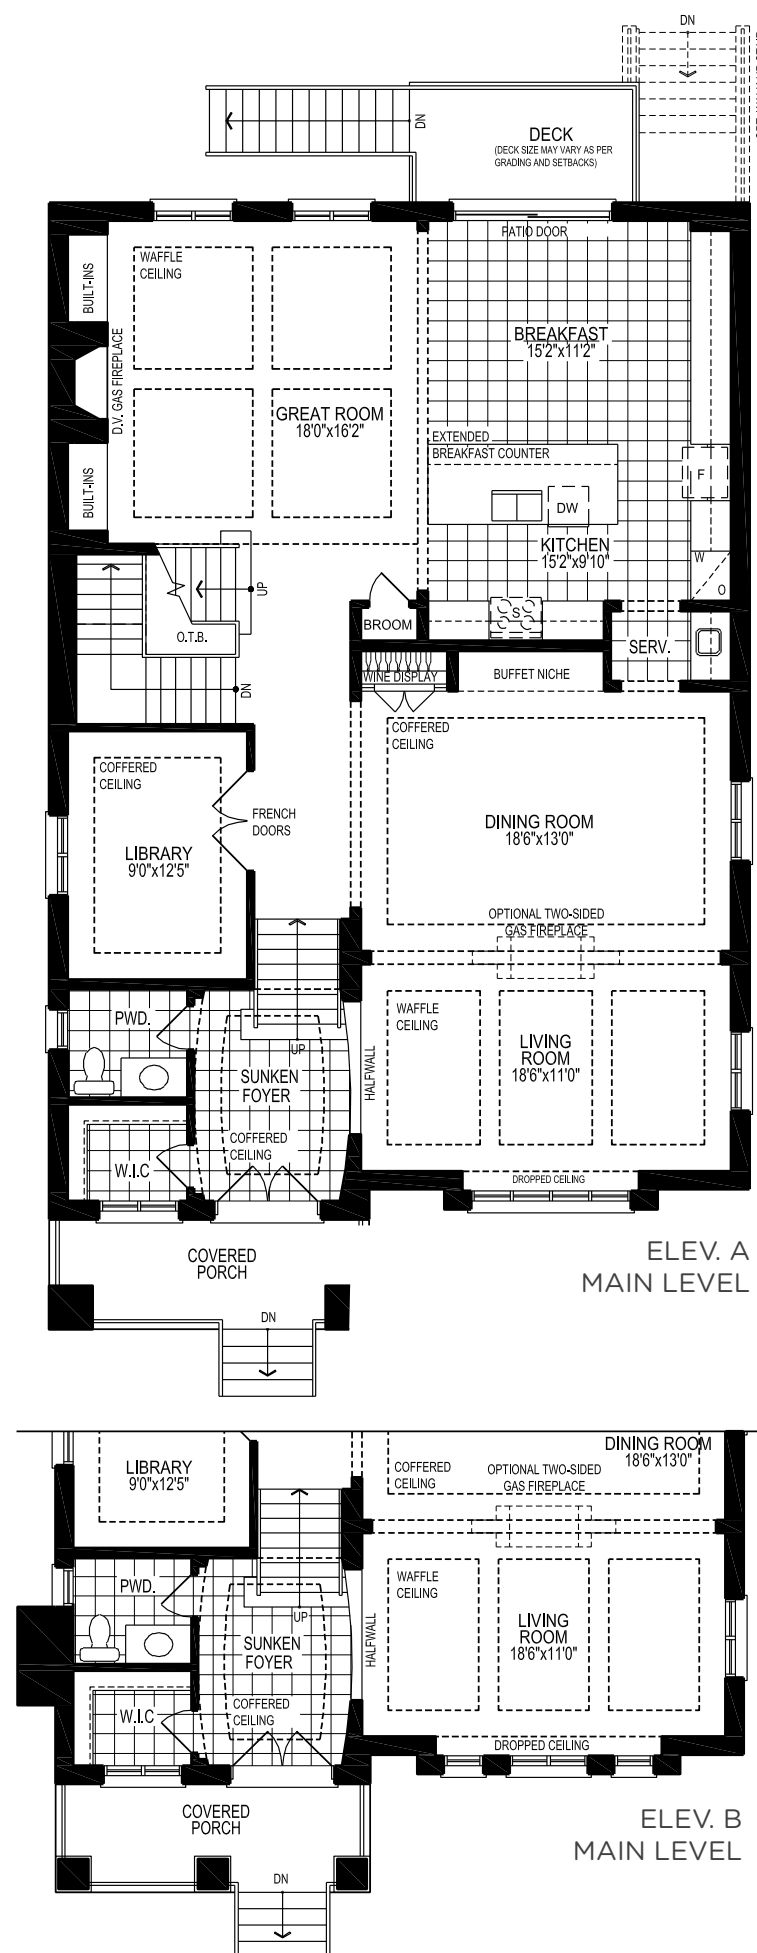 DN
DN
DECK
(DECK SIZE MAY VARY AS PER
GRADING AND SETBACKS)
PATIO DOOR
WAFFLE
CEILING
BUILT-INS
BREAKFAST
15'2"x11'2"
D.V. GAS FIREPLACE
GREAT ROOM
18'0"x16'2"
EXTENDED
BREAKFAST COUNTER
BUILT-INS
F
DW
KITCHEN
15'2"x9'10"
W
O
UP
S
BROOM
O.T.B.
SERV.
WINE DISPLAY
BUFFET NICHE
DN
COFFERED
CEILING
COFFERED
CEILING
FRENCH
DOORS
DINING ROOM
18'6"x13'0"
LIBRARY
9'0"x12'5"
OPTIONAL TWO-SIDED
GAS FIREPLACE
PWD.
WAFFLE
CEILING
UP
LIVING
ROOM
18'6"x11'0"
HALFWALL
SUNKEN
FOYER
COFFERED
CEILING
W.I.C
DROPPED CEILING
COVERED
PORCH
DN
ELEV. A
MAIN LEVEL
DINING ROOM
18'6"x13'0"
LIBRARY
9'0"x12'5"
COFFERED
CEILING
OPTIONAL TWO-SIDED
GAS FIREPLACE
PWD.
WAFFLE
CEILING
UP
LIVING
ROOM
18'6"x11'0"
HALFWALL
SUNKEN
FOYER
COFFERED
CEILING
W.I.C
DROPPED CEILING
COVERED
PORCH
DN
ELEV. B
MAIN LEVEL